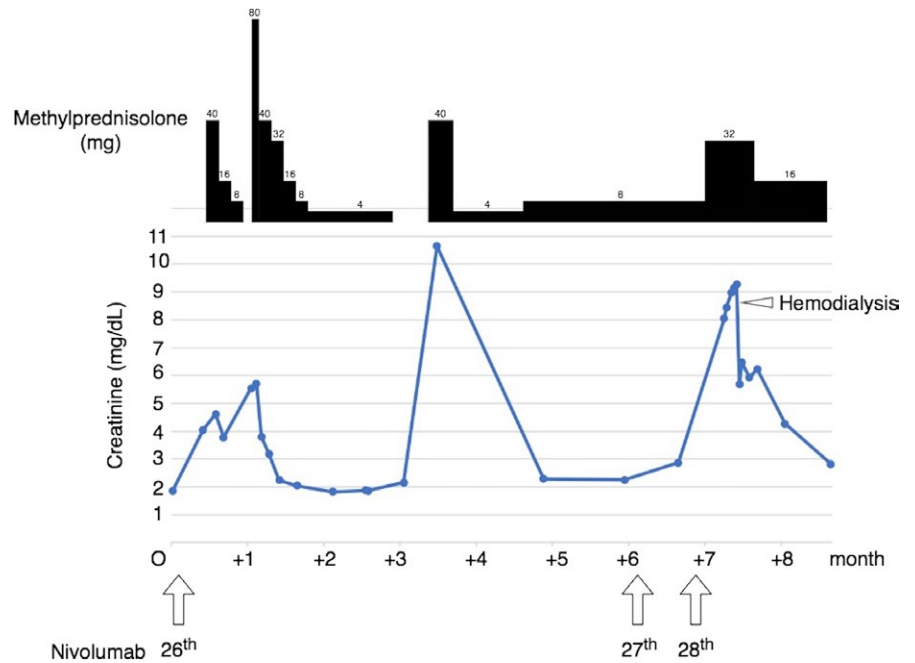 80
40 40 40
32 32
16 16 16
8 8 8 8
4 4
Methylprednisolone
(mg)
11
10
9
8
7
6
5
4
3
2
1
Creatinine (mg/dL)
Hemodialysis
O +1 +2 +3 +4 +5 +6 +7 +8 month
Nivolumab 26th 27th 28th